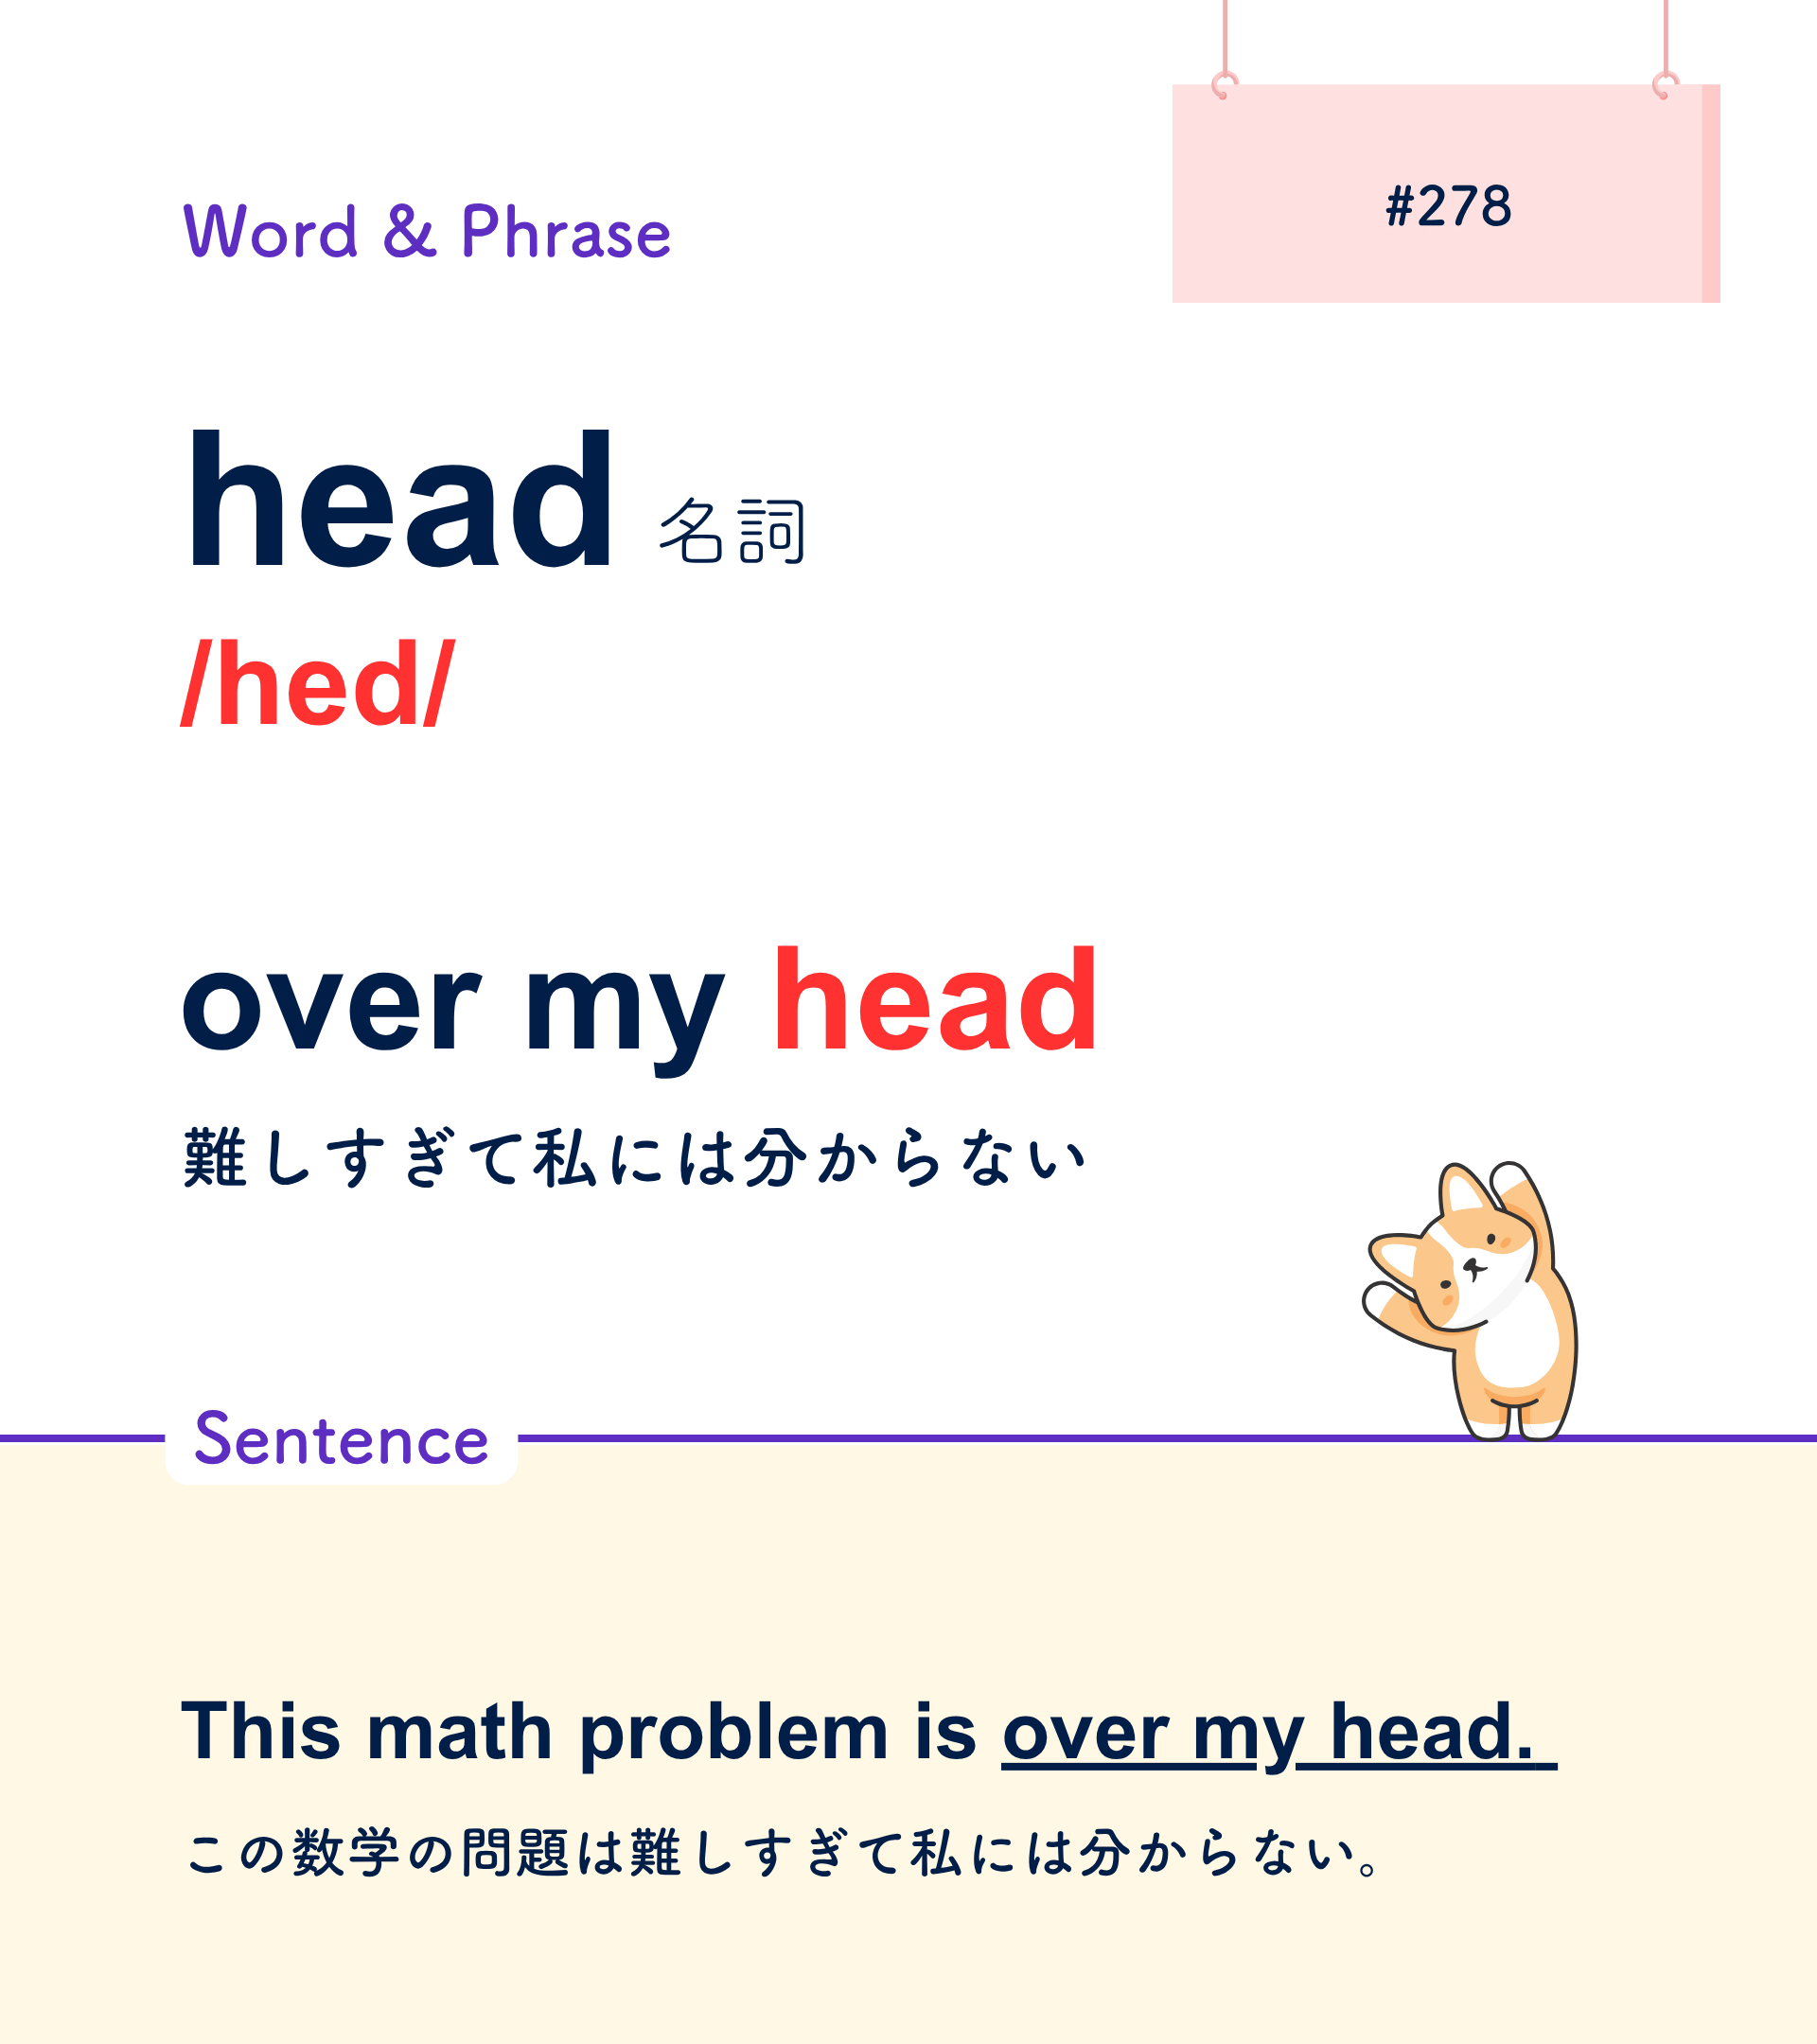 #278
Word & Phrase
head 名詞
/hed/
over my head
難しすぎて私には分からない
Sentence
This math problem is over my head.
この数学の問題は難しすぎて私には分からない。